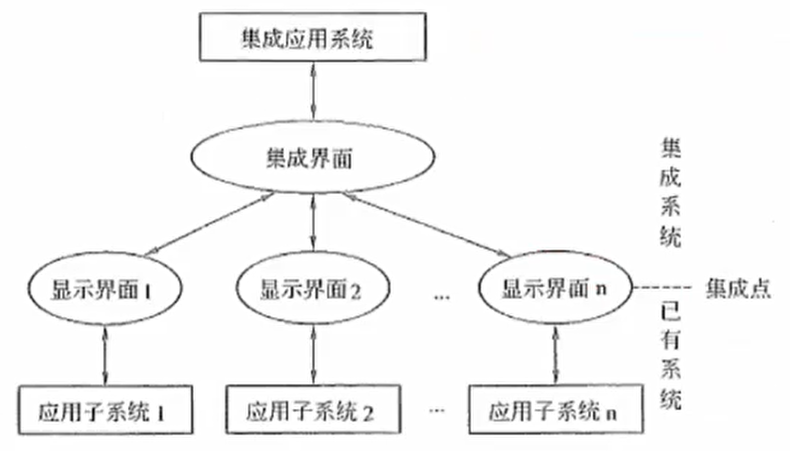 集成应用系统
集成界面
集成系统
显示界面1
显示界面2
...
显示界面n
集成点
已有系统
应用子系统1
应用子系统2
...
应用子系统n